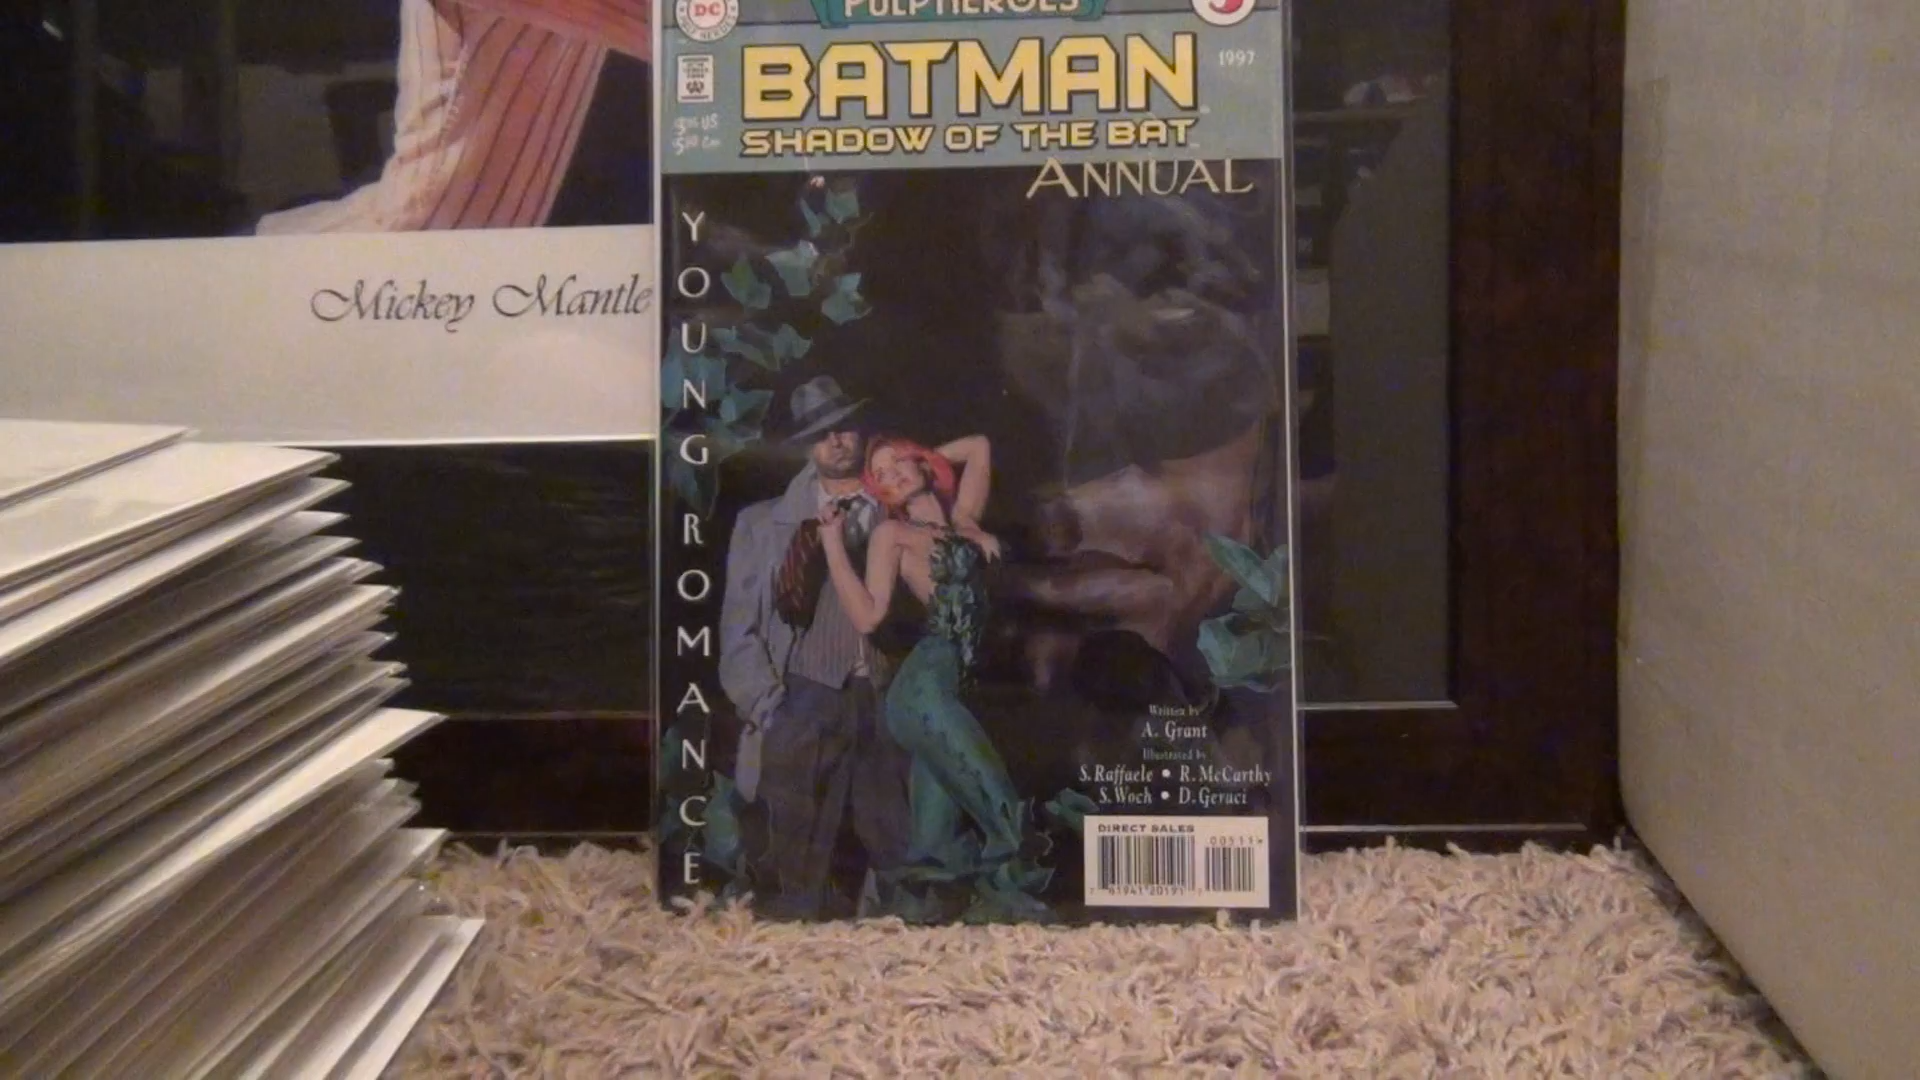 PULP HEROES
DC
5
BATMAN
1997
SHADOW OF THE BAT
ANNUAL
YOUNG ROMANCE
Mickey Mantle
Written by
A. Grant
Illustrated by
S. Raffaele • R. McCarthy
S. Woch • D. Geraci
DIRECT SALES
00511